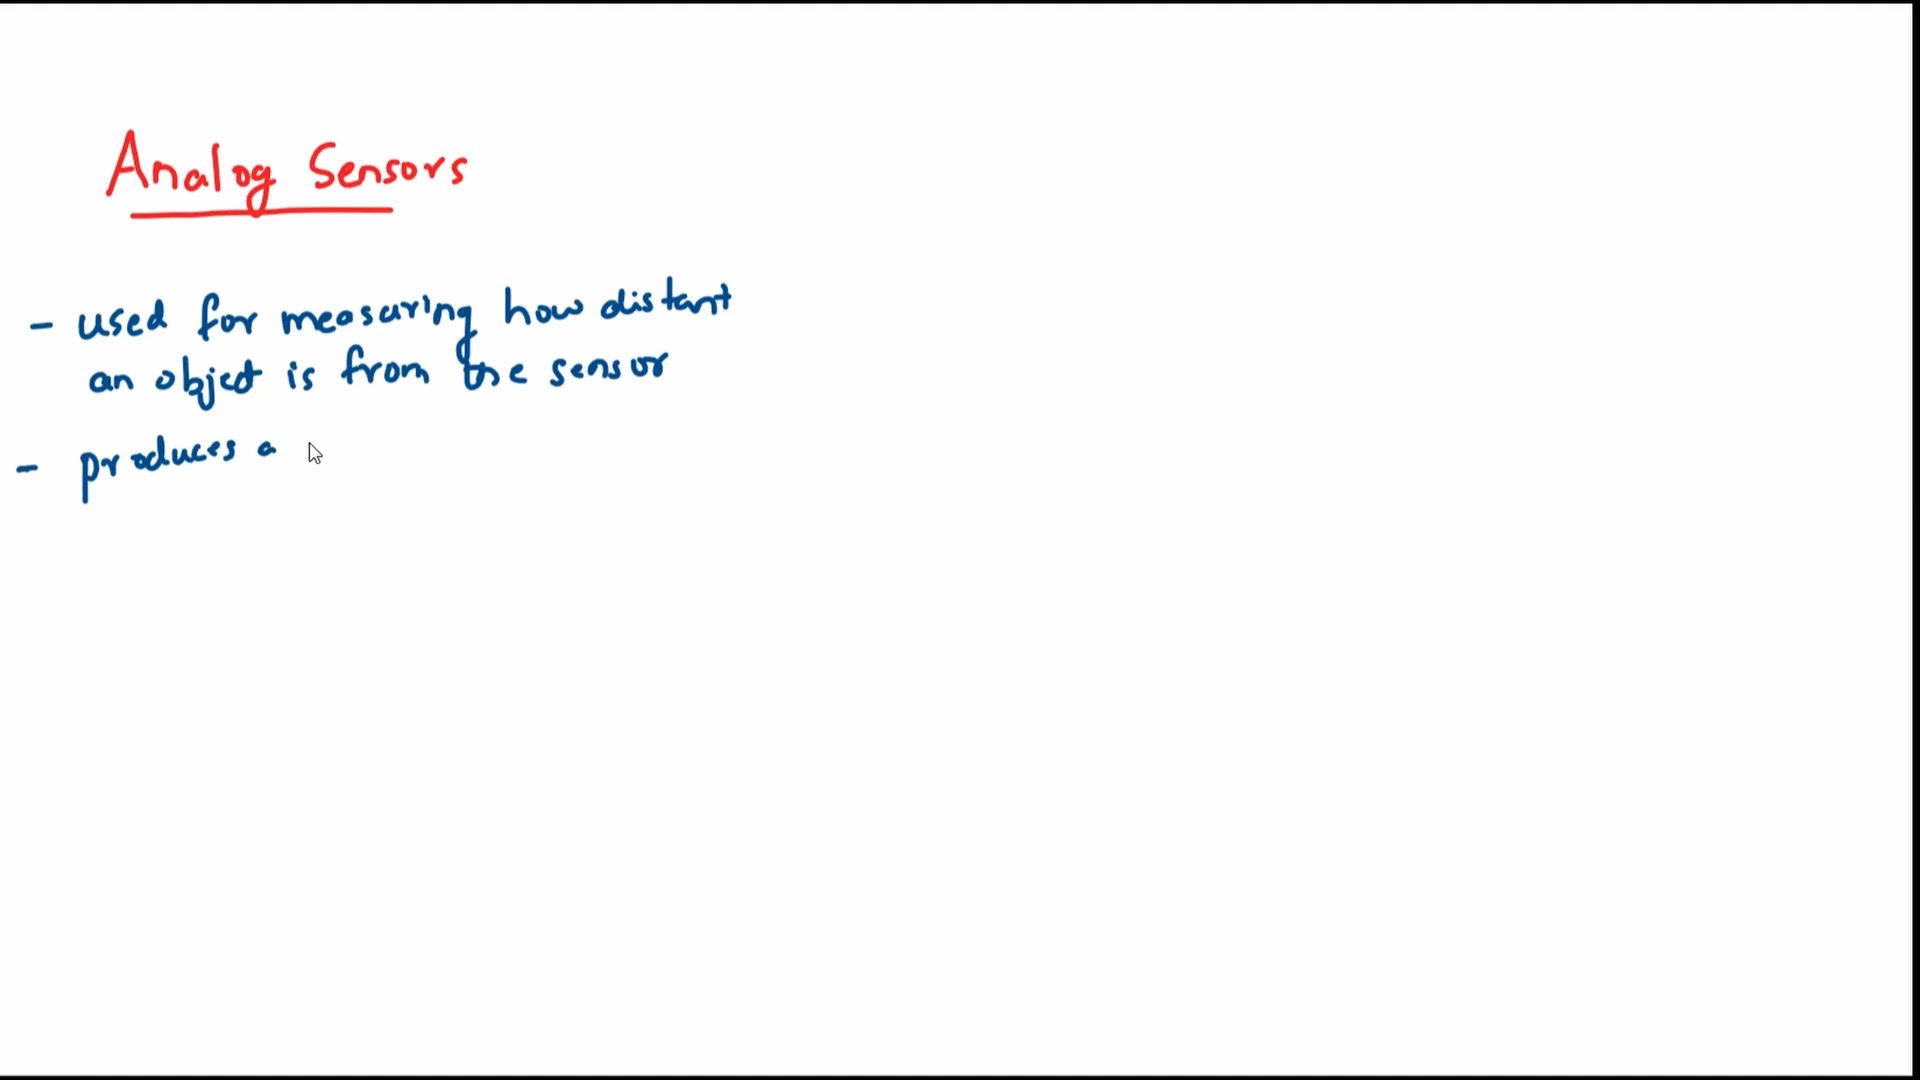 Analog Sensors
- used for measuring how distant
an object is from the sensor
- produces a